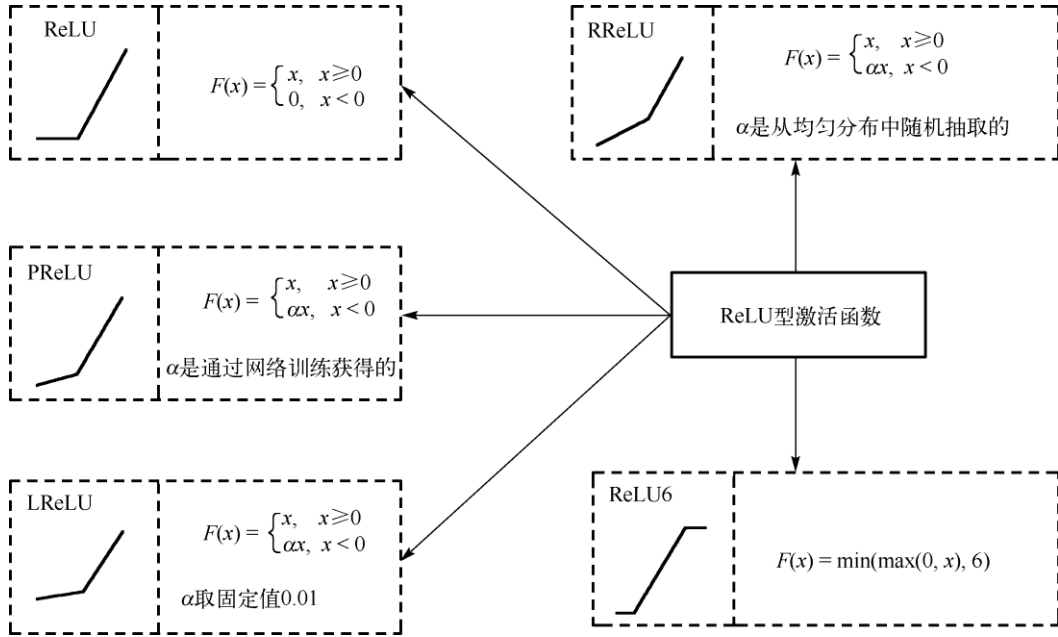 ReLU
F(x) = { x, x≥0
0, x<0
RReLU
F(x) = { x, x≥0
αx, x<0
α是从均匀分布中随机抽取的
PReLU
F(x) = { x, x≥0
αx, x<0
α是通过网络训练获得的
ReLU型激活函数
LReLU
F(x) = { x, x≥0
αx, x<0
α取固定值0.01
ReLU6
F(x) = min(max(0, x), 6)